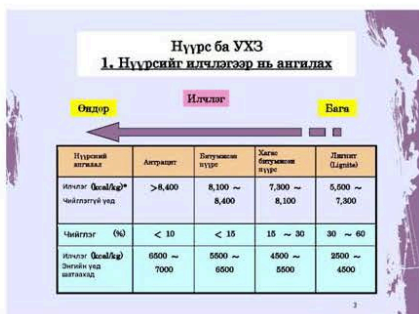 Нүүрс ба УХЗ
1. Нүүрсийг илчлэгээр нь ангилах
Илчлэг
Өндөр
Бага
Нүүрсний ангилал Антрацит Битумжсэн нүүрс Хагас битумжсэн нүүрс Лигнит (Lignite)
Илчлэг (kcal/kg)* Чийглэггүй үед >8,400 8,100 ~ 8,400 7,300 ~ 8,100 5,500 ~ 7,300
Чийглэг (%) < 10 < 15 15 ~ 30 30 ~ 60
Илчлэг (kcal/kg) Энгийн үед шатаахад 6500 ~ 7000 5500 ~ 6500 4500 ~ 5500 2500 ~ 4500